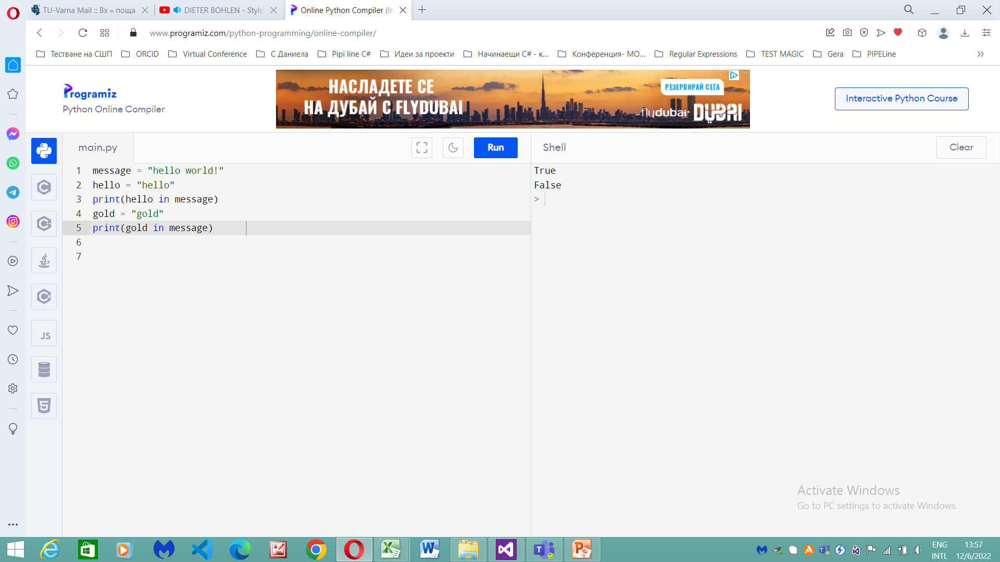 TU-Varna Mail :: Вх » поща
DIETER BOHLEN - Style
Online Python Compiler (In
www.programiz.com/python-programming/online-compiler/
Тестване на СШП
ORCID
Virtual Conference
С Даниела
Pipi line C#
Идеи за проекти
Начинаещи C# - к...
Конференция- МО...
Regular Expressions
TEST MAGIC
Gera
PIPELine
Programiz
Python Online Compiler
НАСЛАДЕТЕ СЕ
НА ДУБАЙ С FLYDUBAI
РЕЗЕРВИРАЙ СЕГА
flydubai
DUBAI
Interactive Python Course
main.py
Run
Shell
Clear
1 message = "hello world!"
2 hello = "hello"
3 print(hello in message)
4 gold = "gold"
5 print(gold in message)
6
7
True
False
>
JS
Activate Windows
Go to PC settings to activate Windows.
ENG
INTL
13:57
12/6/2022